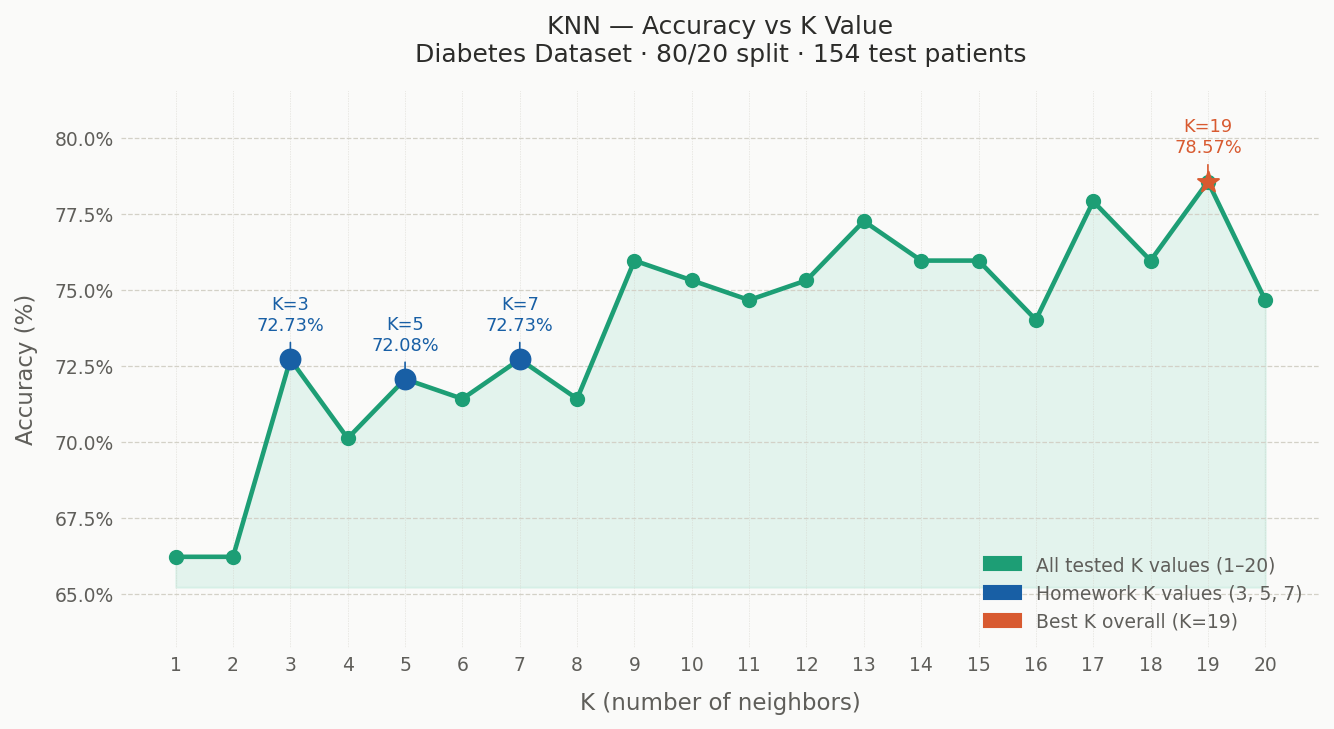 KNN — Accuracy vs K Value
Diabetes Dataset · 80/20 split · 154 test patients
Accuracy (%)
80.0%
77.5%
75.0%
72.5%
70.0%
67.5%
65.0%
K=3
72.73%
K=5
72.08%
K=7
72.73%
K=19
78.57%
All tested K values (1–20)
Homework K values (3, 5, 7)
Best K overall (K=19)
1 2 3 4 5 6 7 8 9 10 11 12 13 14 15 16 17 18 19 20
K (number of neighbors)